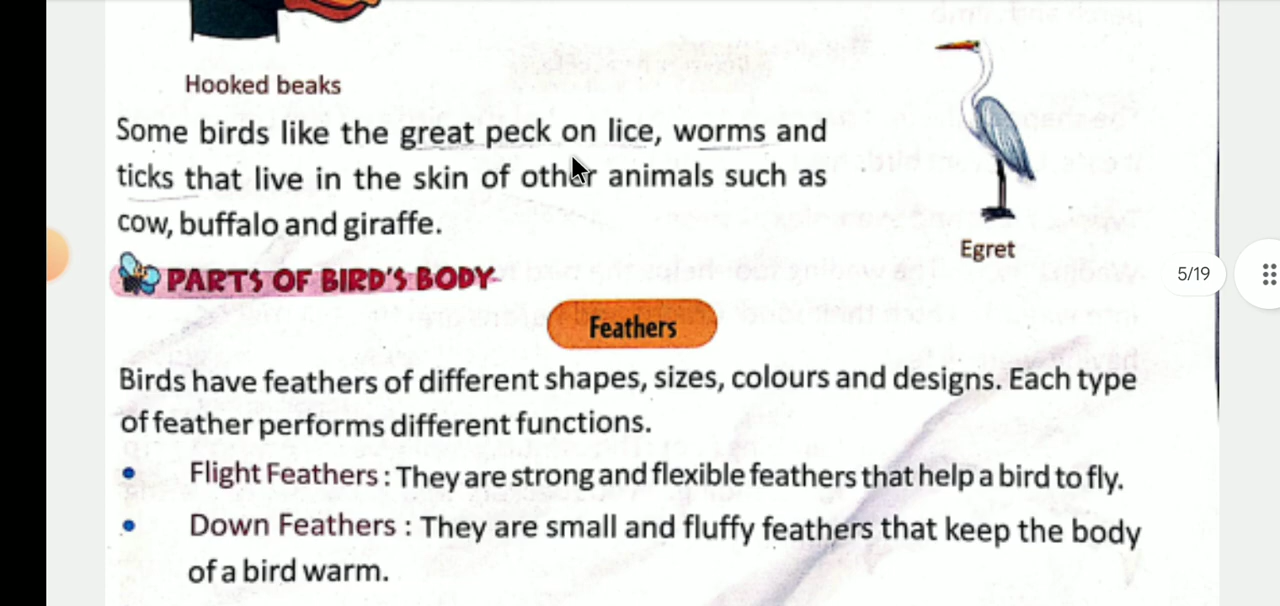 Hooked beaks
Some birds like the great peck on lice, worms and
ticks that live in the skin of other animals such as
cow, buffalo and giraffe.
Egret
PARTS OF BIRD'S BODY
5/19
Feathers
Birds have feathers of different shapes, sizes, colours and designs. Each type
of feather performs different functions.
• Flight Feathers : They are strong and flexible feathers that help a bird to fly.
• Down Feathers : They are small and fluffy feathers that keep the body
of a bird warm.